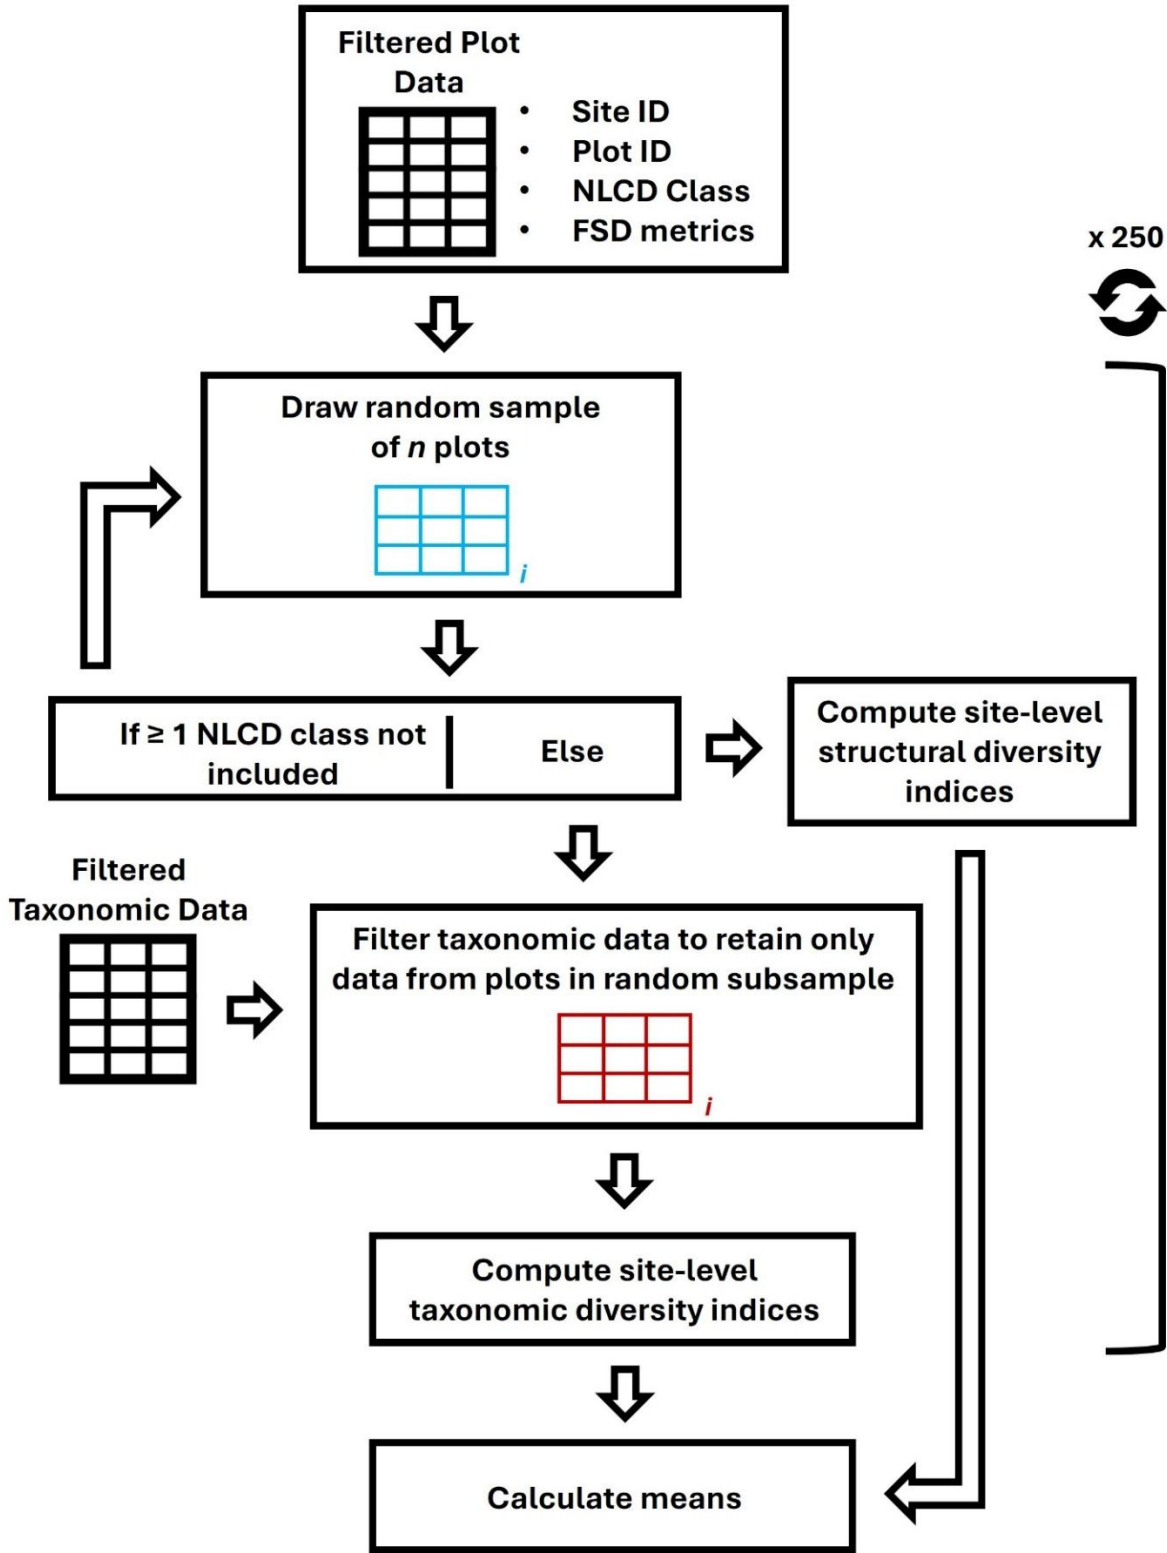 Filtered Plot
Data
• Site ID
• Plot ID
• NLCD Class
• FSD metrics
x 250
Draw random sample
of n plots
i
If ≥ 1 NLCD class not
included
Else
Compute site-level
structural diversity
indices
Filtered
Taxonomic Data
Filter taxonomic data to retain only
data from plots in random subsample
i
Compute site-level
taxonomic diversity indices
Calculate means